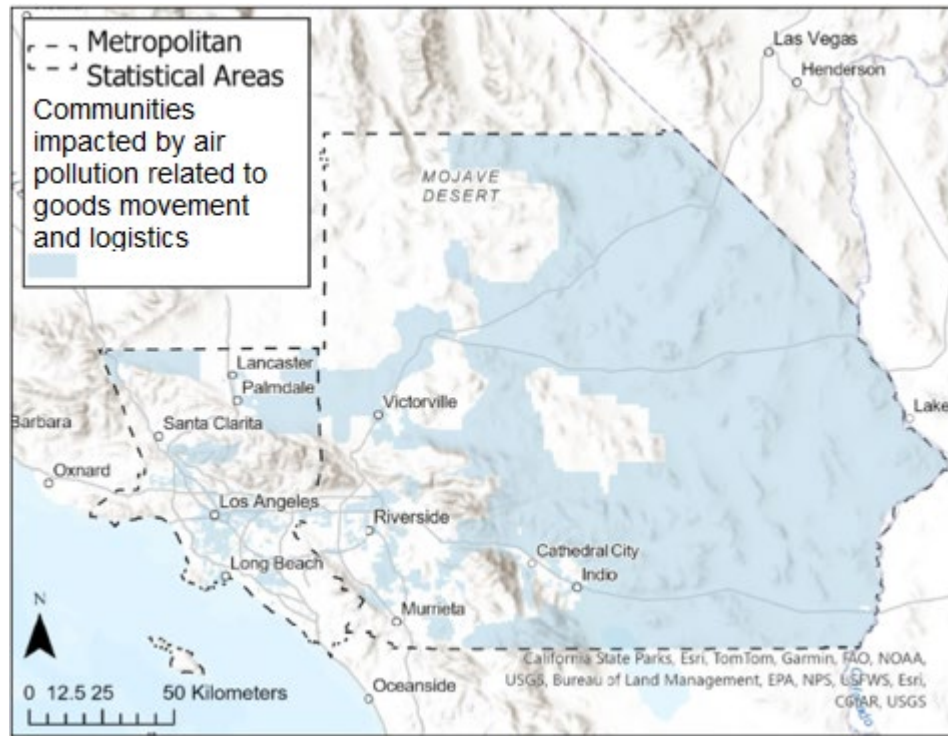 Metropolitan
Statistical Areas
Communities
impacted by air
pollution related to
goods movement
and logistics
Las Vegas
Henderson
MOJAVE
DESERT
Lancaster
Palmdale
Victorville
Barbara
Santa Clarita
Lake
Oxnard
Los Angeles
Riverside
Cathedral City
Long Beach
Indio
Murrieta
N
Oceanside
0 12.5 25 50 Kilometers
California State Parks, Esri, TomTom, Garmin, FAO, NOAA,
USGS, Bureau of Land Management, EPA, NPS, USFWS, Esri,
CGIAR, USGS